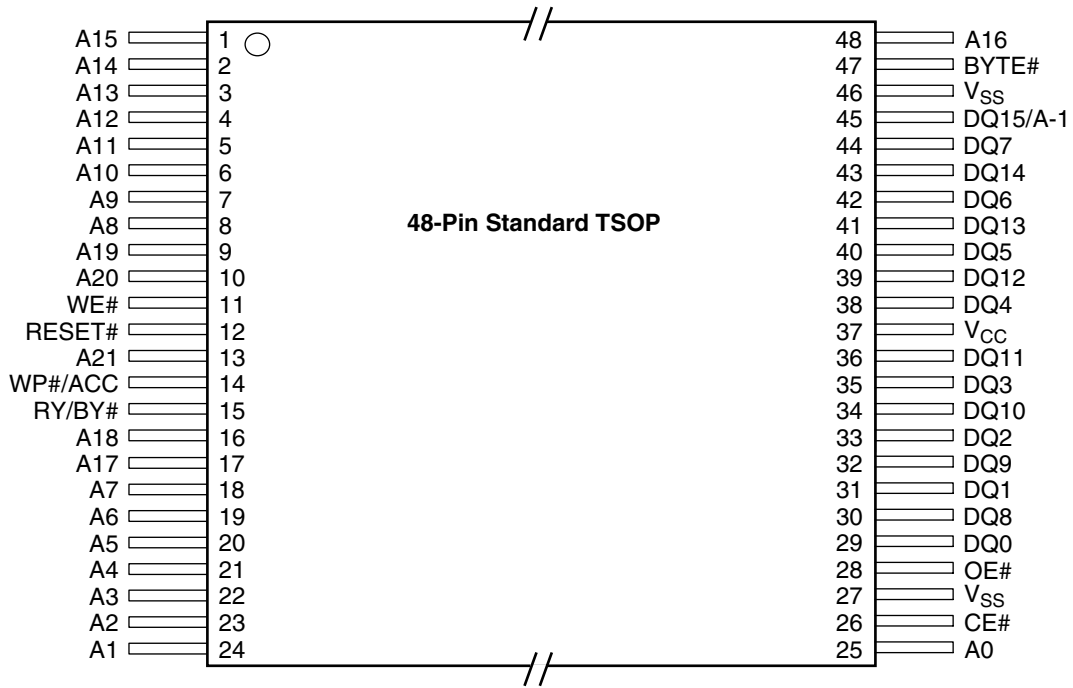 A15 1 48 A16
A14 2 47 BYTE#
A13 3 46 VSS
A12 4 45 DQ15/A-1
A11 5 44 DQ7
A10 6 43 DQ14
A9 7 42 DQ6
A8 8 48-Pin Standard TSOP 41 DQ13
A19 9 40 DQ5
A20 10 39 DQ12
WE# 11 38 DQ4
RESET# 12 37 VCC
A21 13 36 DQ11
WP#/ACC 14 35 DQ3
RY/BY# 15 34 DQ10
A18 16 33 DQ2
A17 17 32 DQ9
A7 18 31 DQ1
A6 19 30 DQ8
A5 20 29 DQ0
A4 21 28 OE#
A3 22 27 VSS
A2 23 26 CE#
A1 24 25 A0